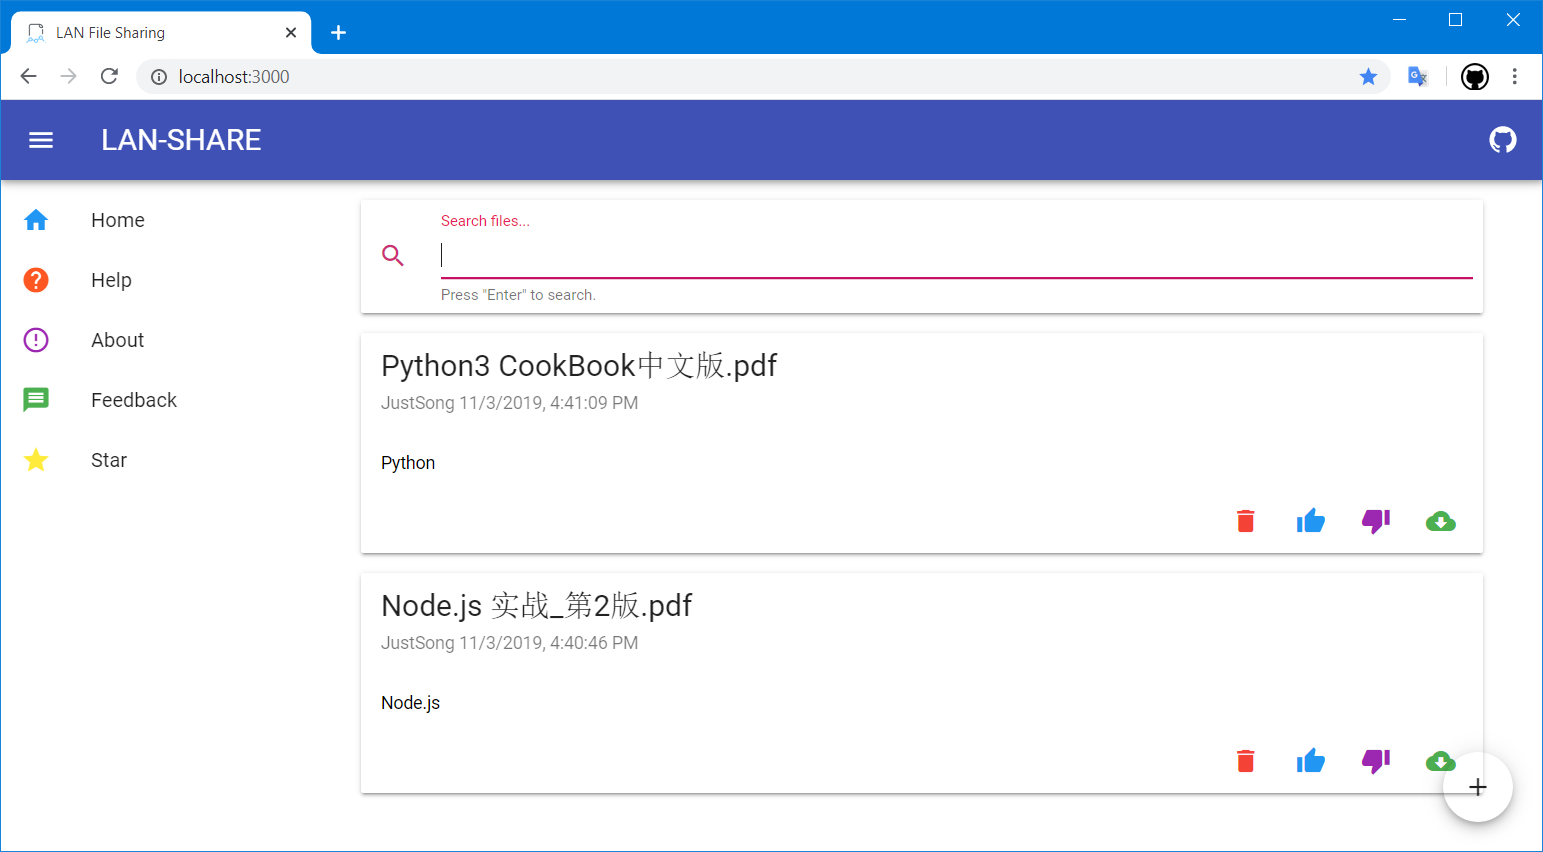 LAN File Sharing
localhost:3000
LAN-SHARE
Home
Help
About
Feedback
Star
Search files...
Press "Enter" to search.
Python3 CookBook中文版.pdf
JustSong 11/3/2019, 4:41:09 PM
Python
Node.js 实战_第2版.pdf
JustSong 11/3/2019, 4:40:46 PM
Node.js